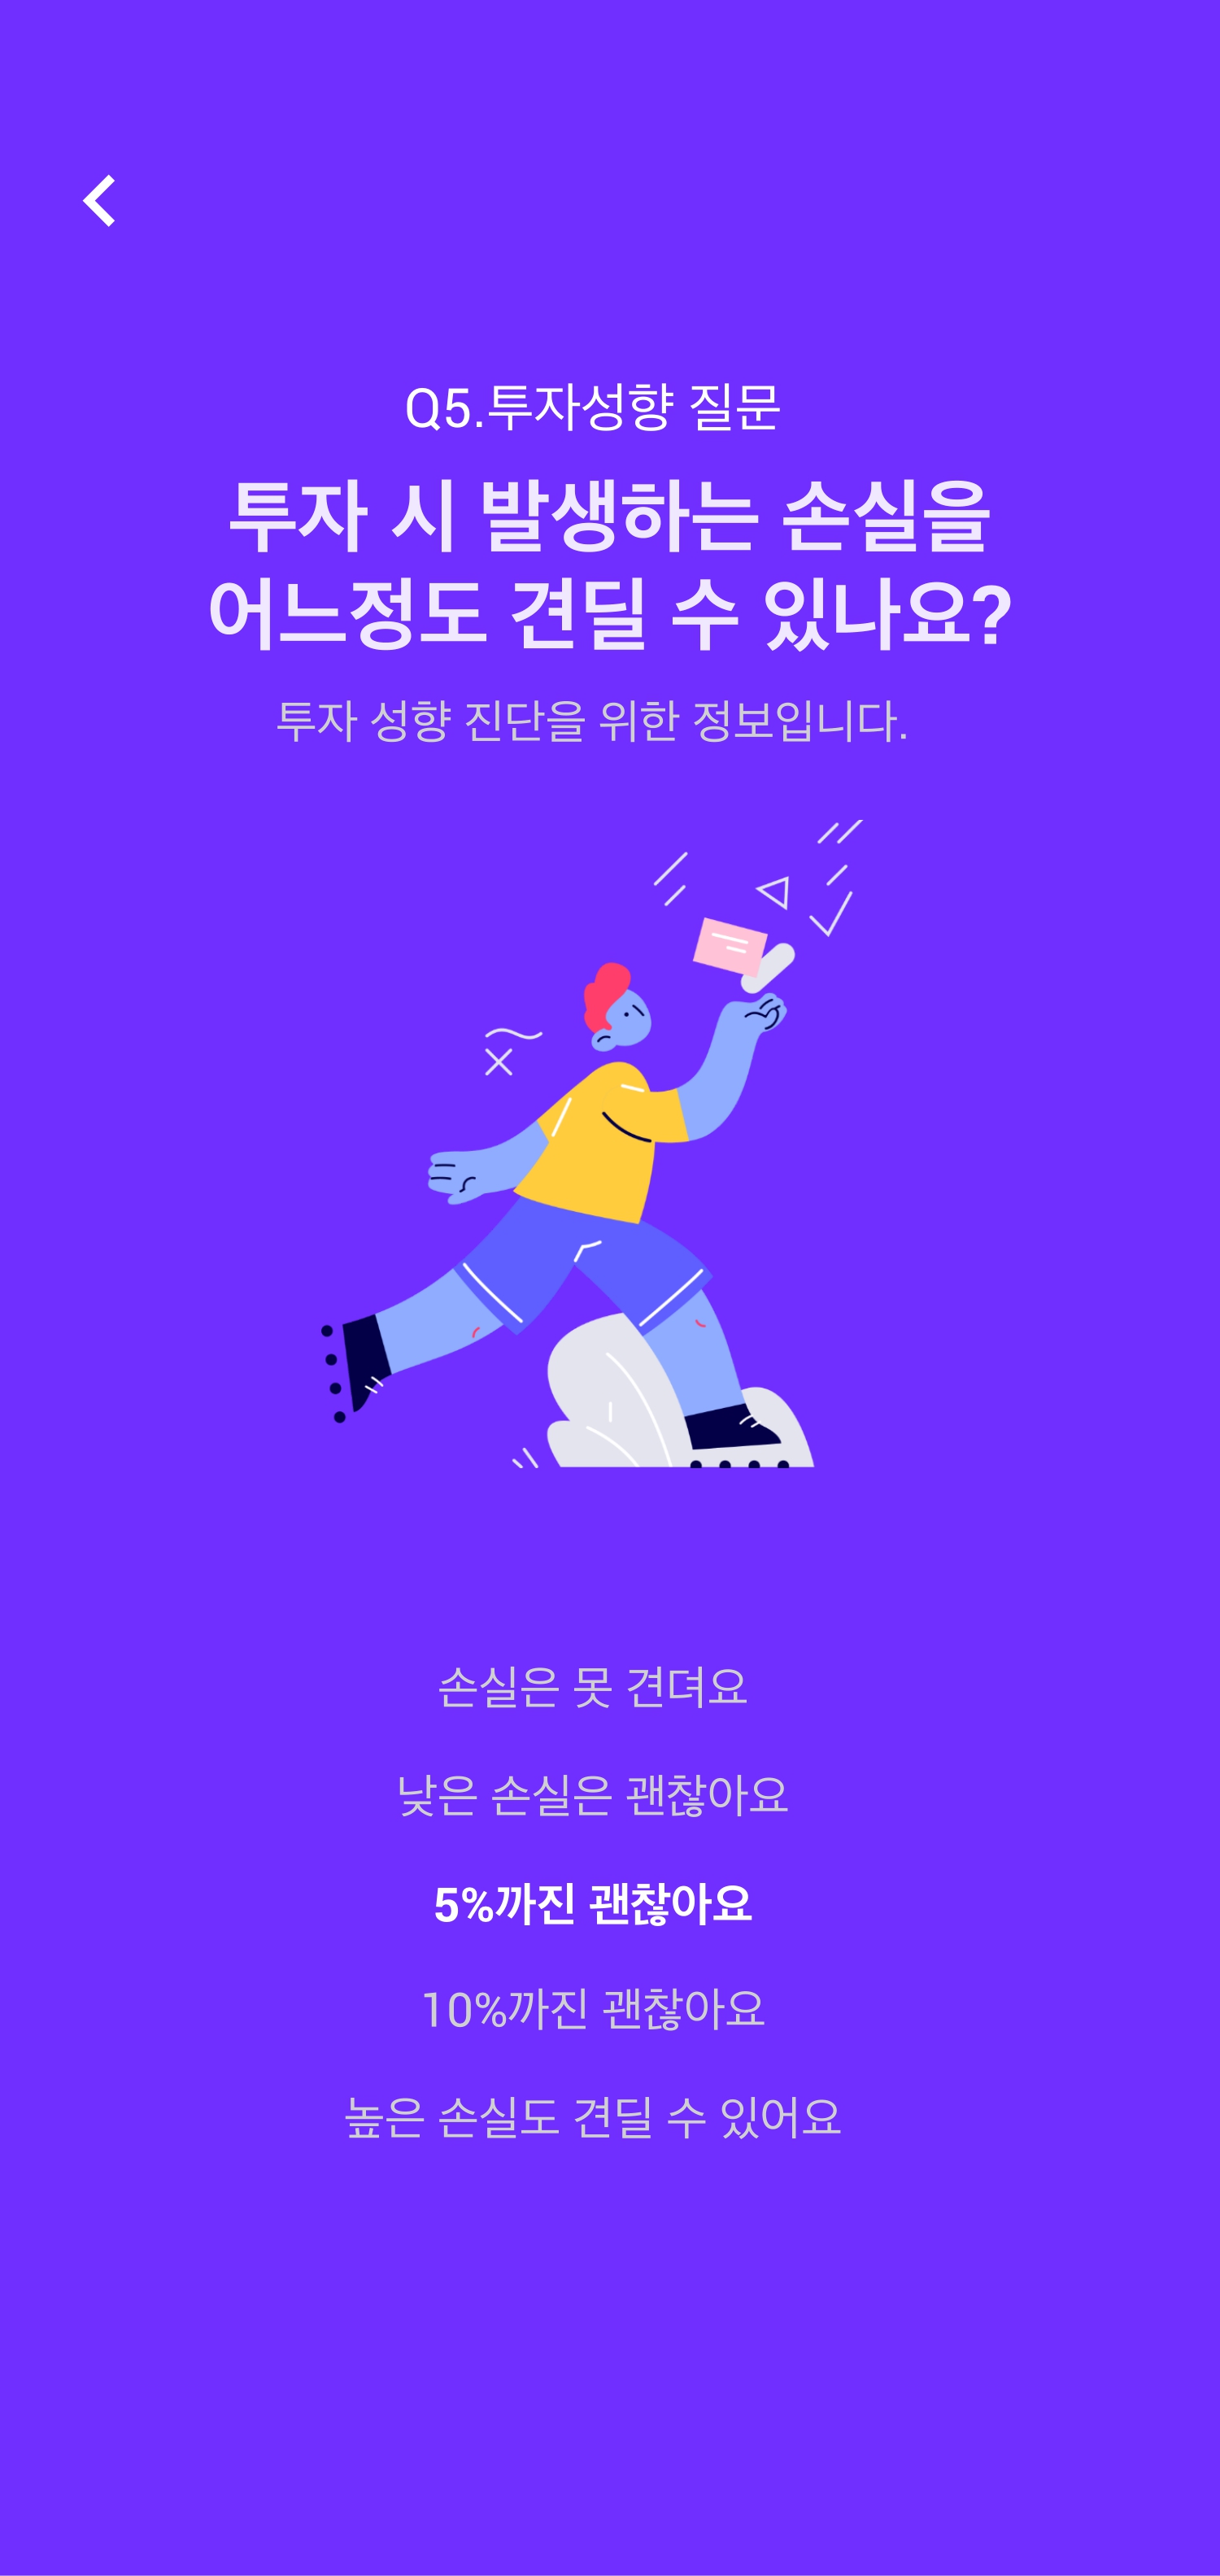 Q5.투자성향 질문
투자 시 발생하는 손실을
어느정도 견딜 수 있나요?
투자 성향 진단을 위한 정보입니다.
손실은 못 견뎌요
낮은 손실은 괜찮아요
5%까진 괜찮아요
10%까진 괜찮아요
높은 손실도 견딜 수 있어요